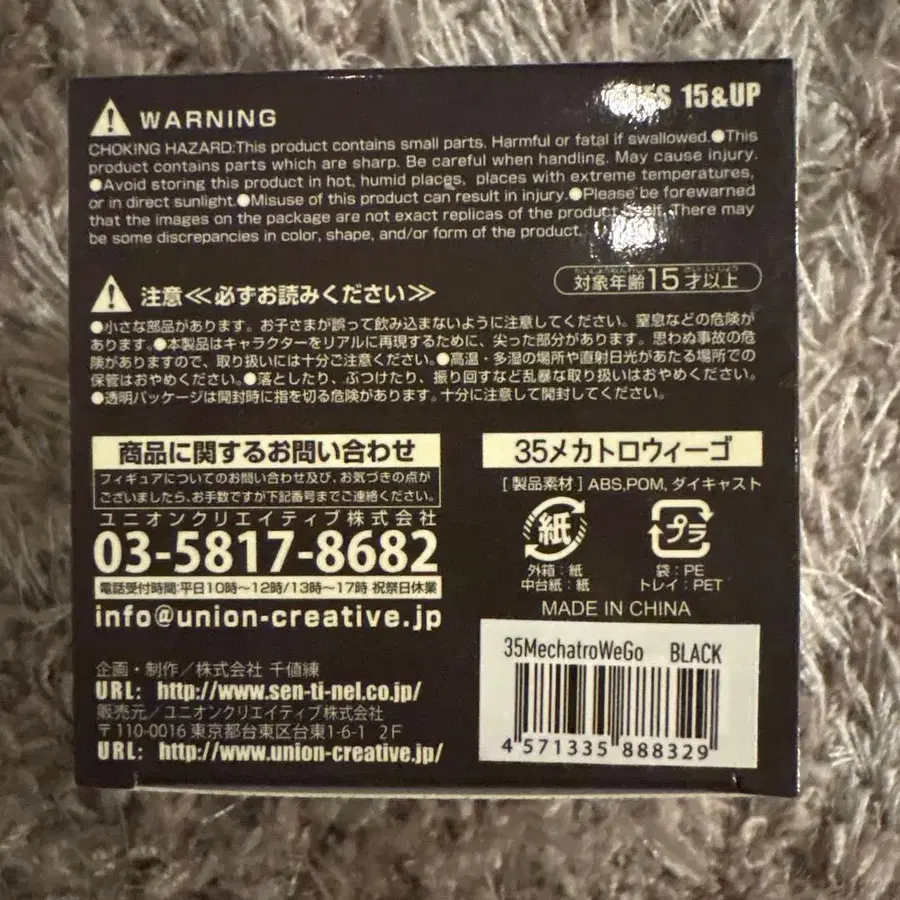 15&UP
WARNING
CHOKING HAZARD:This product contains small parts. Harmful or fatal if swallowed.●This
product contains parts which are sharp. Be careful when handling. May cause injury.
●Avoid storing this product in hot, humid places, places with extreme temperatures,
or in direct sunlight.●Misuse of this product can result in injury.●Please be forewarned
that the images on the package are not exact replicas of the product itself. There may
be some discrepancies in color, shape, and/or form of the product.
対象年齢15才以上
注意≪必ずお読みください≫
●小さな部品があります。お子さまが誤って飲み込まないように注意してください。窒息などの危険が
あります。●本製品はキャラクターをリアルに再現するために、尖った部分があります。思わぬ事故の危
険がありますので、取り扱いには十分ご注意ください。●高温・多湿の場所や直射日光があたる場所での
保管はおやめください。●落としたり、ぶつけたり、振り回すなど乱暴な取り扱いはおやめください。
●透明パッケージは開封時に指を切る危険があります。十分に注意して開封してください。
商品に関するお問い合わせ
フィギュアについてのお問い合わせ及び、お気づきの点が
ございましたら、お手数ですが下記番号までご連絡ください。
ユニオンクリエイティブ株式会社
03-5817-8682
電話受付時間:平日10時〜12時/13時〜17時 祝祭日休業
info@union-creative.jp
企画・制作／株式会社 千値練
URL: http://www.sen-ti-nel.co.jp/
販売元／ユニオンクリエイティブ株式会社
〒110-0016 東京都台東区台東1-6-1 2F
URL: http://www.union-creative.jp/
35メカトロウィーゴ
[製品素材] ABS,POM,ダイキャスト
紙
外箱：紙
中台紙：紙
プラ
袋：PE
トレイ：PET
MADE IN CHINA
35MechatroWeGo BLACK
4 571335 888329